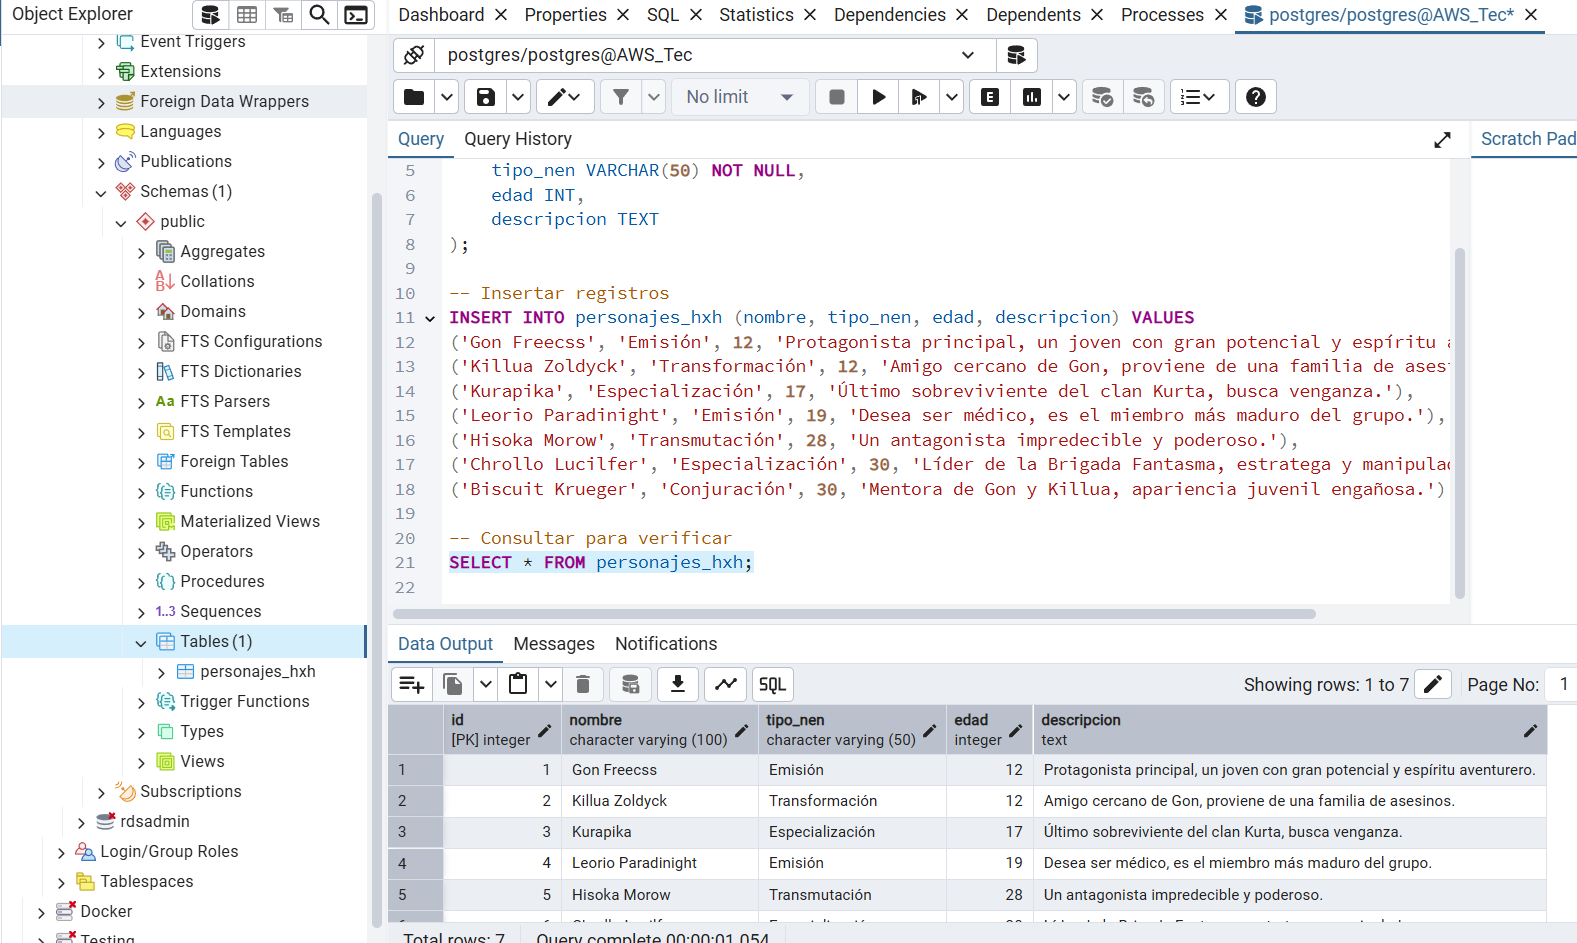 Object Explorer
Event Triggers
Extensions
Foreign Data Wrappers
Languages
Publications
Schemas (1)
public
Aggregates
Collations
Domains
FTS Configurations
FTS Dictionaries
Aa FTS Parsers
FTS Templates
Foreign Tables
Functions
Materialized Views
Operators
Procedures
1..3 Sequences
Tables (1)
personajes_hxh
Trigger Functions
Types
Views
Subscriptions
rdsadmin
Login/Group Roles
Tablespaces
Docker
Testing
Dashboard Properties SQL Statistics Dependencies Dependents Processes postgres/postgres@AWS_Tec*
postgres/postgres@AWS_Tec
No limit E
Query Query History Scratch Pad
5 tipo_nen VARCHAR(50) NOT NULL,
6 edad INT,
7 descripcion TEXT
8 );
9
10 -- Insertar registros
11 INSERT INTO personajes_hxh (nombre, tipo_nen, edad, descripcion) VALUES
12 ('Gon Freecss', 'Emisión', 12, 'Protagonista principal, un joven con gran potencial y espíritu a
13 ('Killua Zoldyck', 'Transformación', 12, 'Amigo cercano de Gon, proviene de una familia de ases
14 ('Kurapika', 'Especialización', 17, 'Último sobreviviente del clan Kurta, busca venganza.'),
15 ('Leorio Paradinight', 'Emisión', 19, 'Desea ser médico, es el miembro más maduro del grupo.'),
16 ('Hisoka Morow', 'Transmutación', 28, 'Un antagonista impredecible y poderoso.'),
17 ('Chrollo Lucilfer', 'Especialización', 30, 'Líder de la Brigada Fantasma, estratega y manipulad
18 ('Biscuit Krueger', 'Conjuración', 30, 'Mentora de Gon y Killua, apariencia juvenil engañosa.')
19
20 -- Consultar para verificar
21 SELECT * FROM personajes_hxh;
22
Data Output Messages Notifications
SQL Showing rows: 1 to 7 Page No: 1
id nombre tipo_nen edad descripcion
[PK] integer character varying (100) character varying (50) integer text
1 1 Gon Freecss Emisión 12 Protagonista principal, un joven con gran potencial y espíritu aventurero.
2 2 Killua Zoldyck Transformación 12 Amigo cercano de Gon, proviene de una familia de asesinos.
3 3 Kurapika Especialización 17 Último sobreviviente del clan Kurta, busca venganza.
4 4 Leorio Paradinight Emisión 19 Desea ser médico, es el miembro más maduro del grupo.
5 5 Hisoka Morow Transmutación 28 Un antagonista impredecible y poderoso.
Total rows: 7 Query complete 00:00:01.054